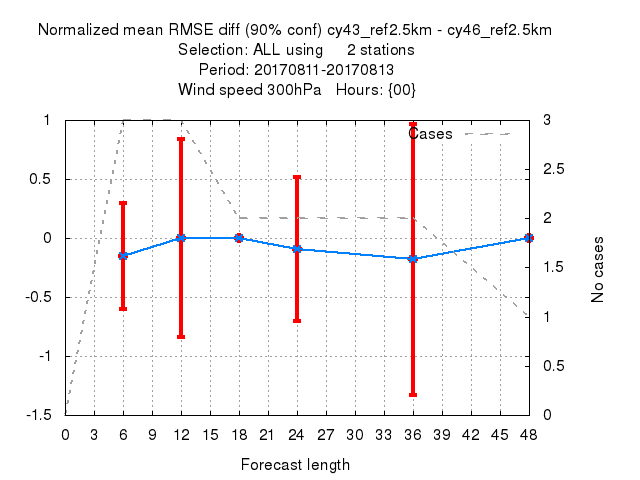 Normalized mean RMSE diff (90% conf) cy43_ref2.5km - cy46_ref2.5km
Selection: ALL using 2 stations
Period: 20170811-20170813
Wind speed 300hPa Hours: {00}
Cases
1
0.5
0
-0.5
-1
-1.5
3
2.5
2
1.5
1
0.5
0
No cases
0 3 6 9 12 15 18 21 24 27 30 33 36 39 42 45 48
Forecast length